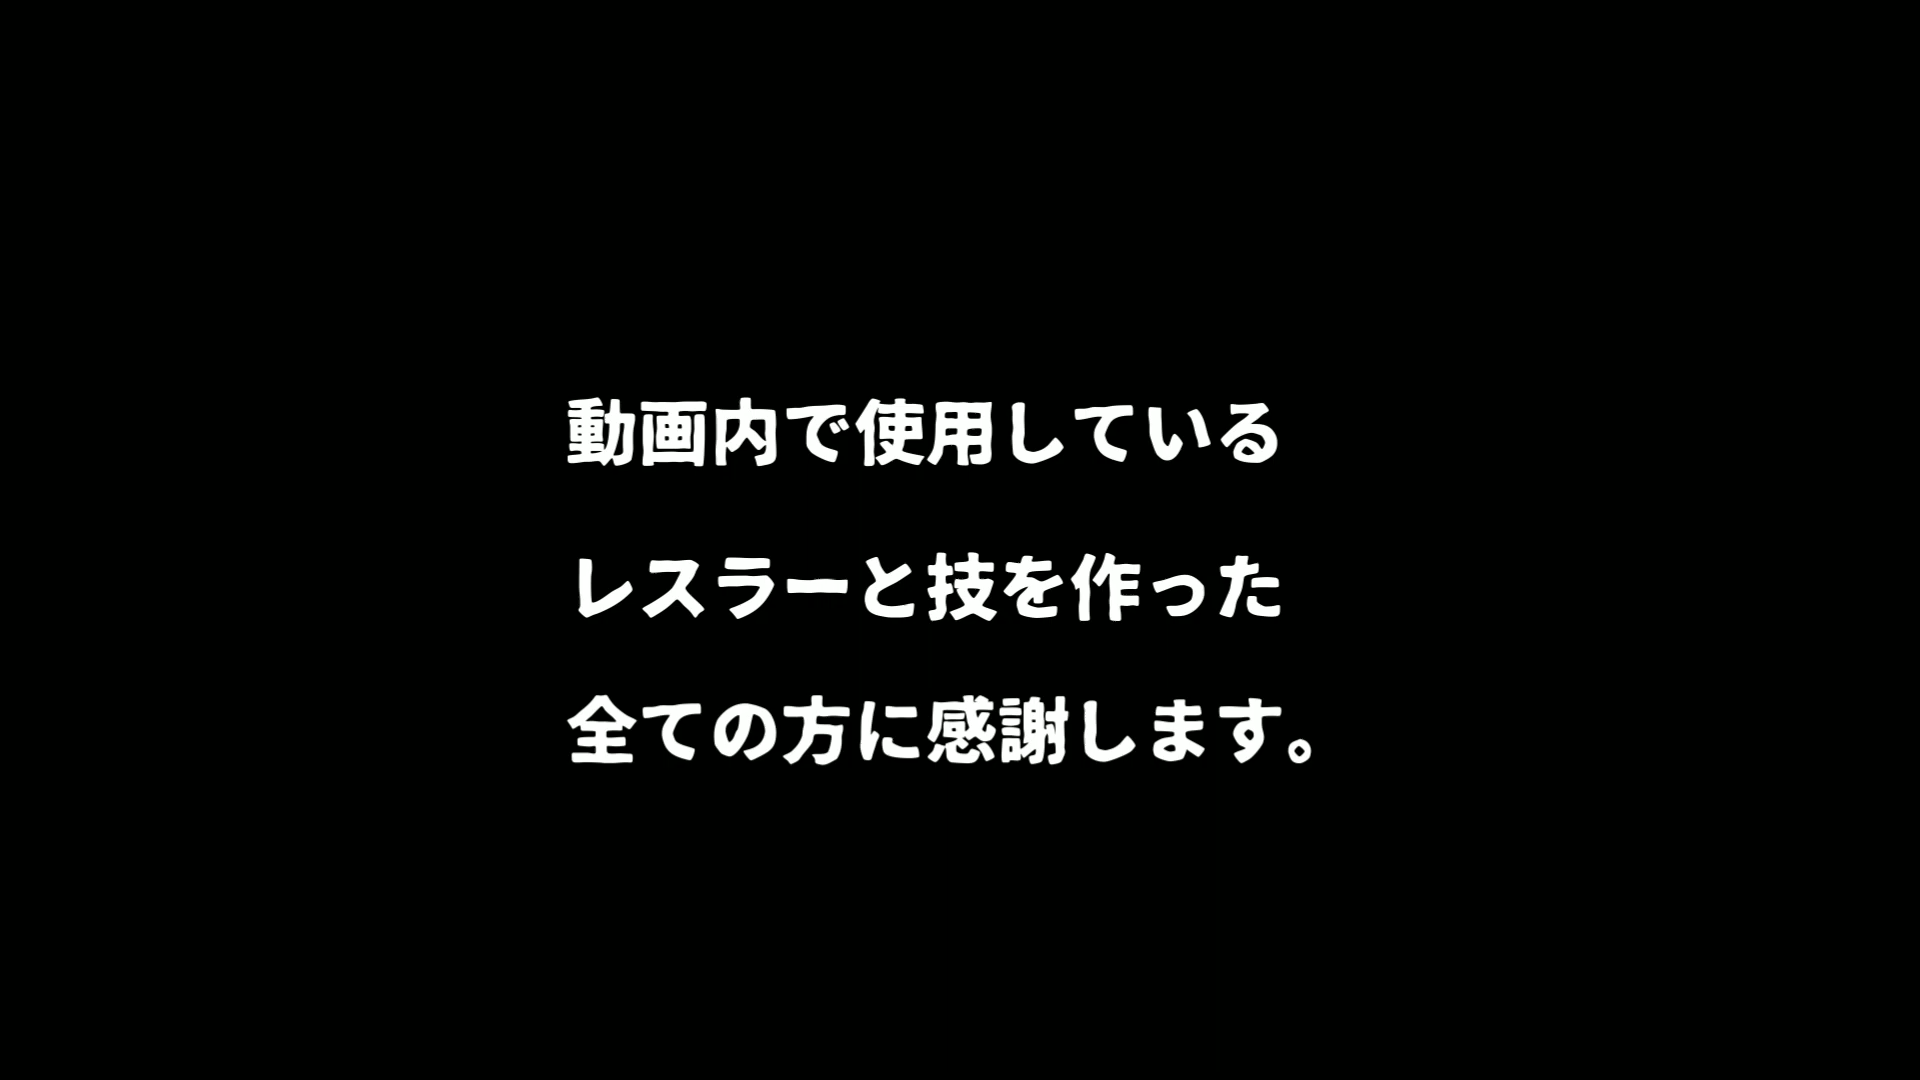 動画内で使用している
レスラーと技を作った
全ての方に感謝します。